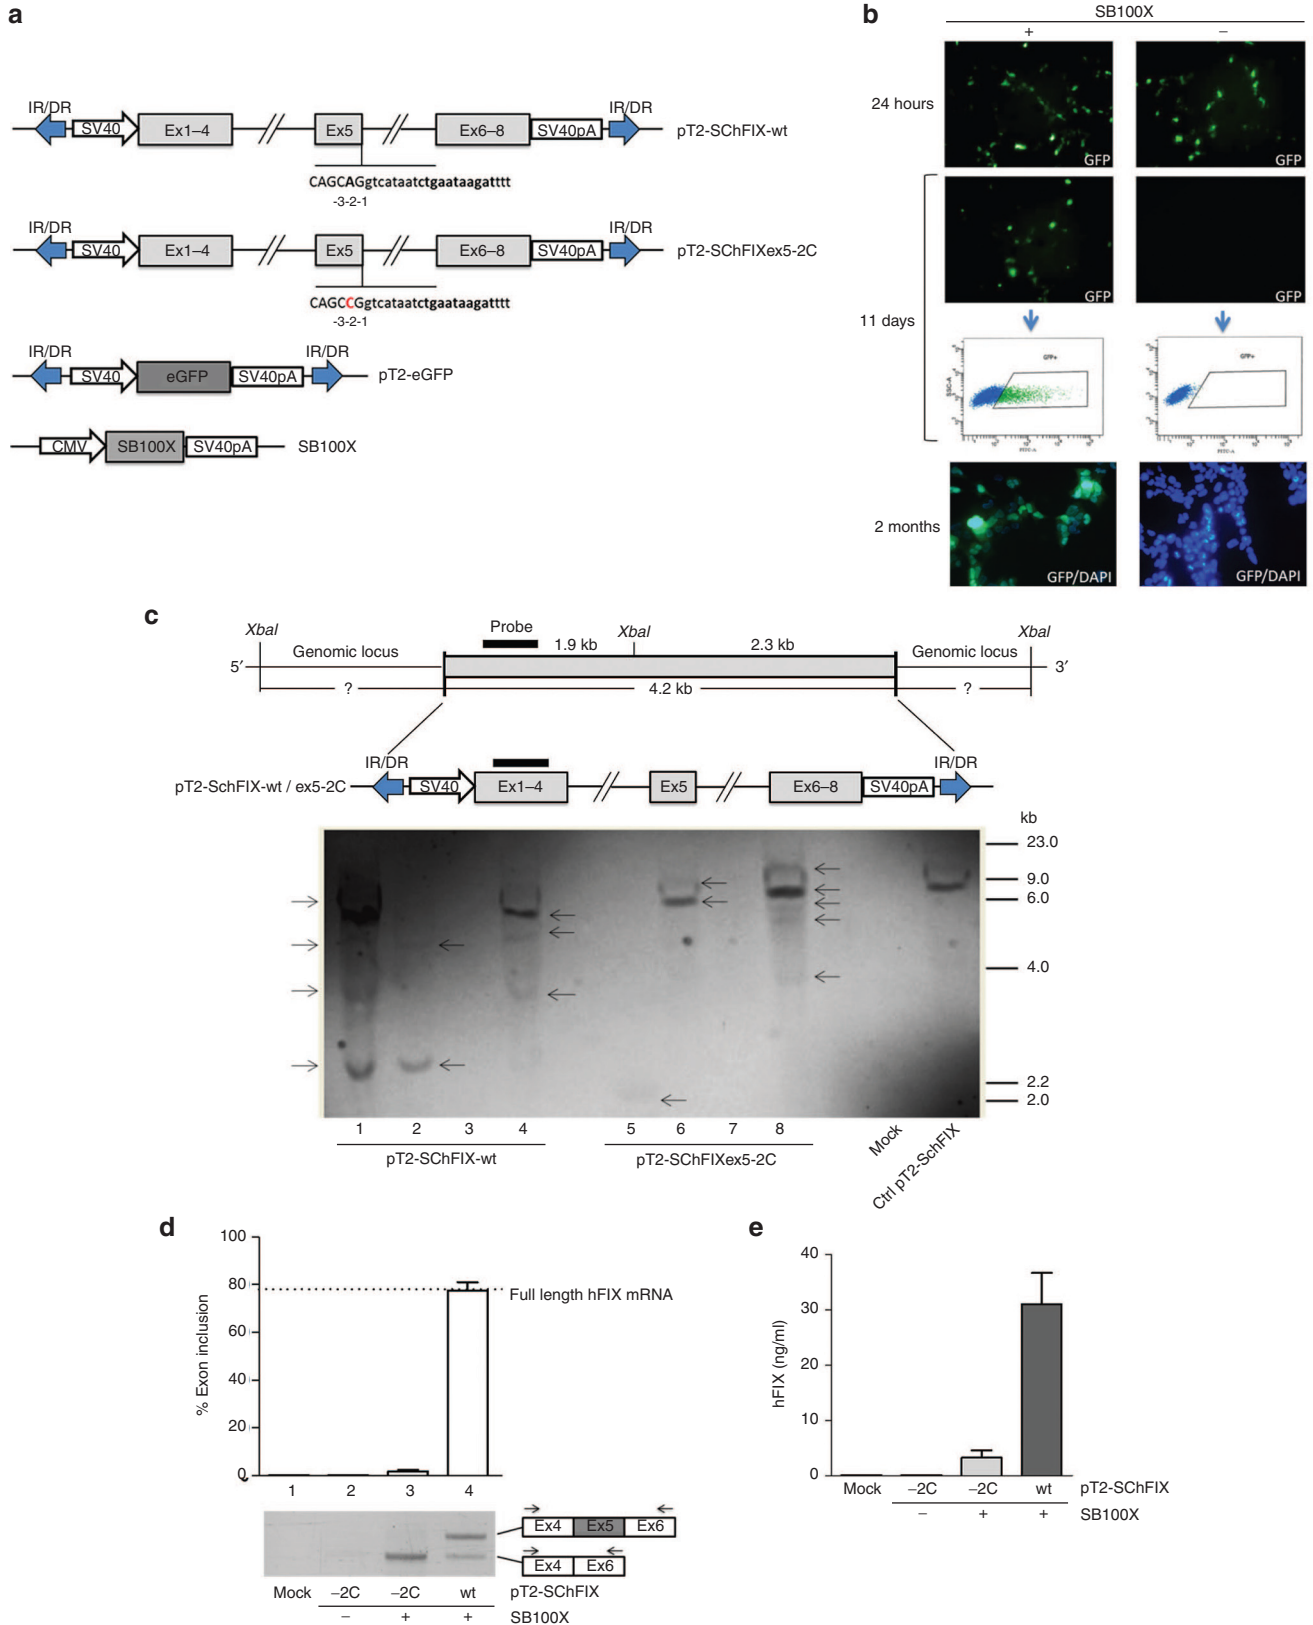 a
IR/DR IR/DR
SV40 Ex1–4 Ex5 Ex6–8 SV40pA pT2-SChFIX-wt
CAGCAGgtcataatctgaataagatttt
-3-2-1
IR/DR IR/DR
SV40 Ex1–4 Ex5 Ex6–8 SV40pA pT2-SChFIXex5-2C
CAGCCGgtcataatctgaataagatttt
-3-2-1
IR/DR IR/DR
SV40 eGFP SV40pA pT2-eGFP
CMV SB100X SV40pA SB100X
b
SB100X
+ –
24 hours
GFP GFP
11 days
GFP GFP
GFP+ GFP+
SSC-A
FITC-A FITC-A
2 months
GFP/DAPI GFP/DAPI
c
XbaI Probe XbaI XbaI
1.9 kb 2.3 kb
5′ Genomic locus Genomic locus 3′
? 4.2 kb ?
IR/DR IR/DR
pT2-SchFIX-wt / ex5-2C SV40 Ex1–4 Ex5 Ex6–8 SV40pA
kb
23.0
9.0
6.0
4.0
2.2
2.0
1 2 3 4 5 6 7 8 Mock Ctrl pT2-SchFIX
pT2-SChFIX-wt pT2-SChFIXex5-2C
d
% Exon inclusion
100
80
60
40
20
0
Full length hFIX mRNA
1 2 3 4
Ex4 Ex5 Ex6
Ex4 Ex6
Mock –2C –2C wt pT2-SChFIX
– + + SB100X
e
hFIX (ng/ml)
40
30
20
10
0
Mock –2C –2C wt pT2-SChFIX
– + + SB100X